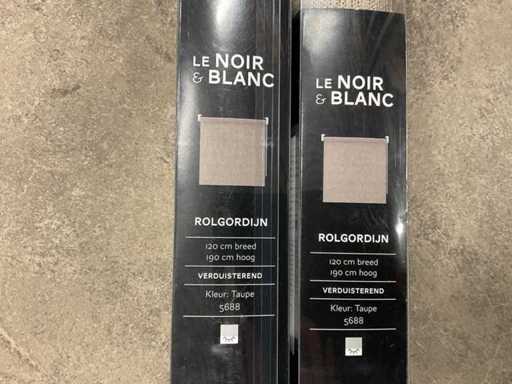 LE NOIR
& BLANC
ROLGORDIJN
120 cm breed
190 cm hoog
VERDUISTEREND
Kleur: Taupe
5688
LE NOIR
& BLANC
ROLGORDIJN
120 cm breed
190 cm hoog
VERDUISTEREND
Kleur: Taupe
5688